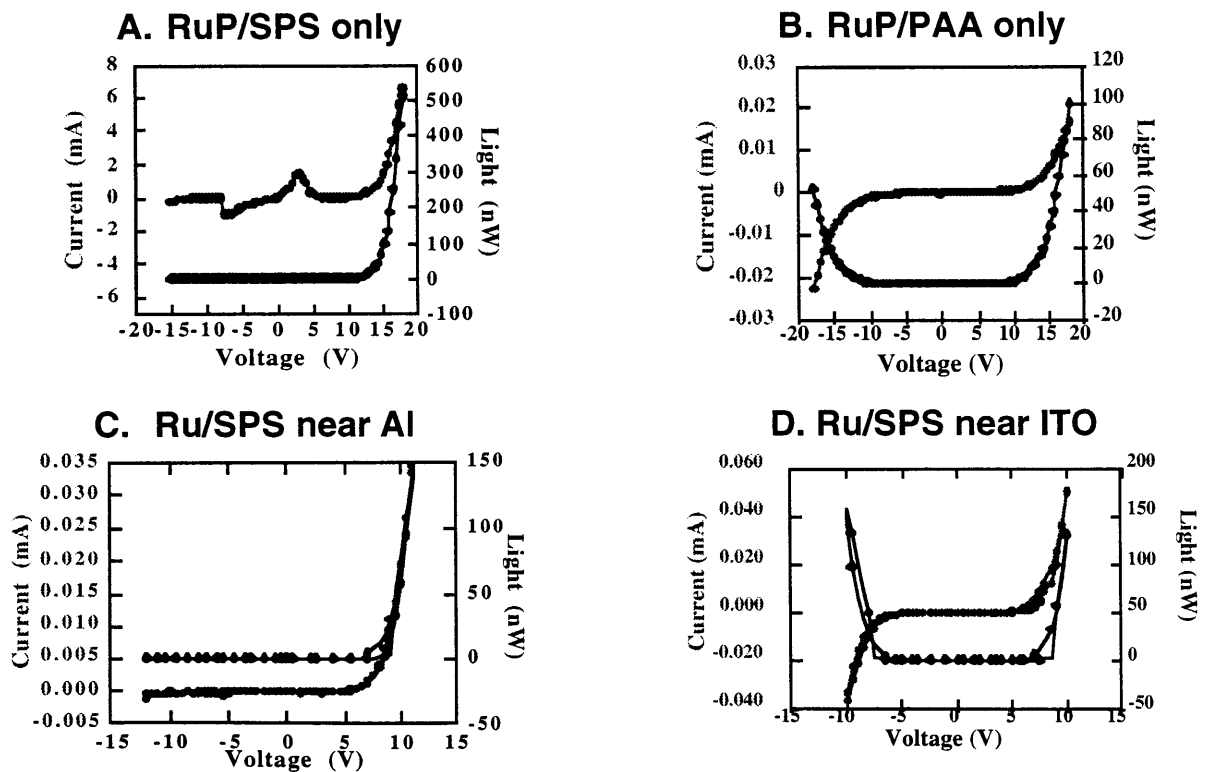 A. RuP/SPS only
8
6
4
2
0
-2
-4
-6
Current (mA)
600
500
400
300
200
100
0
-100
Light (nW)
-20 -15 -10 -5 0 5 10 15 20
Voltage (V)
B. RuP/PAA only
0.03
0.02
0.01
0
-0.01
-0.02
-0.03
Current (mA)
120
100
80
60
40
20
0
-20
Light (nW)
-20 -15 -10 -5 0 5 10 15 20
Voltage (V)
C. Ru/SPS near Al
0.035
0.030
0.025
0.020
0.015
0.010
0.005
0.000
-0.005
Current (mA)
150
100
50
0
-50
Light (nW)
-15 -10 -5 0 5 10 15
Voltage (V)
D. Ru/SPS near ITO
0.060
0.040
0.020
0.000
-0.020
-0.040
Current (mA)
200
150
100
50
0
-50
Light (nW)
-15 -10 -5 0 5 10 15
Voltage (V)